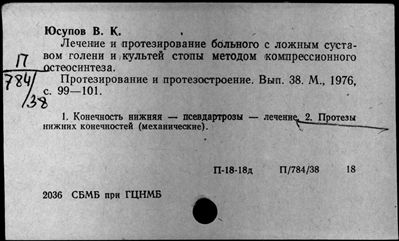 Юсупов В. К.
Лечение и протезирование больного с ложным суста-
вом голени и культей стопы методом компрессионного
остеосинтеза.
П
784/
/38
Протезирование и протезостроение. Вып. 38. М., 1976,
с. 99—101.
1. Конечность нижняя — псевдартрозы — лечение. 2. Протезы
нижних конечностей (механические).
П-18-18д П/784/38 18
2036 СБМБ при ГЦНМБ